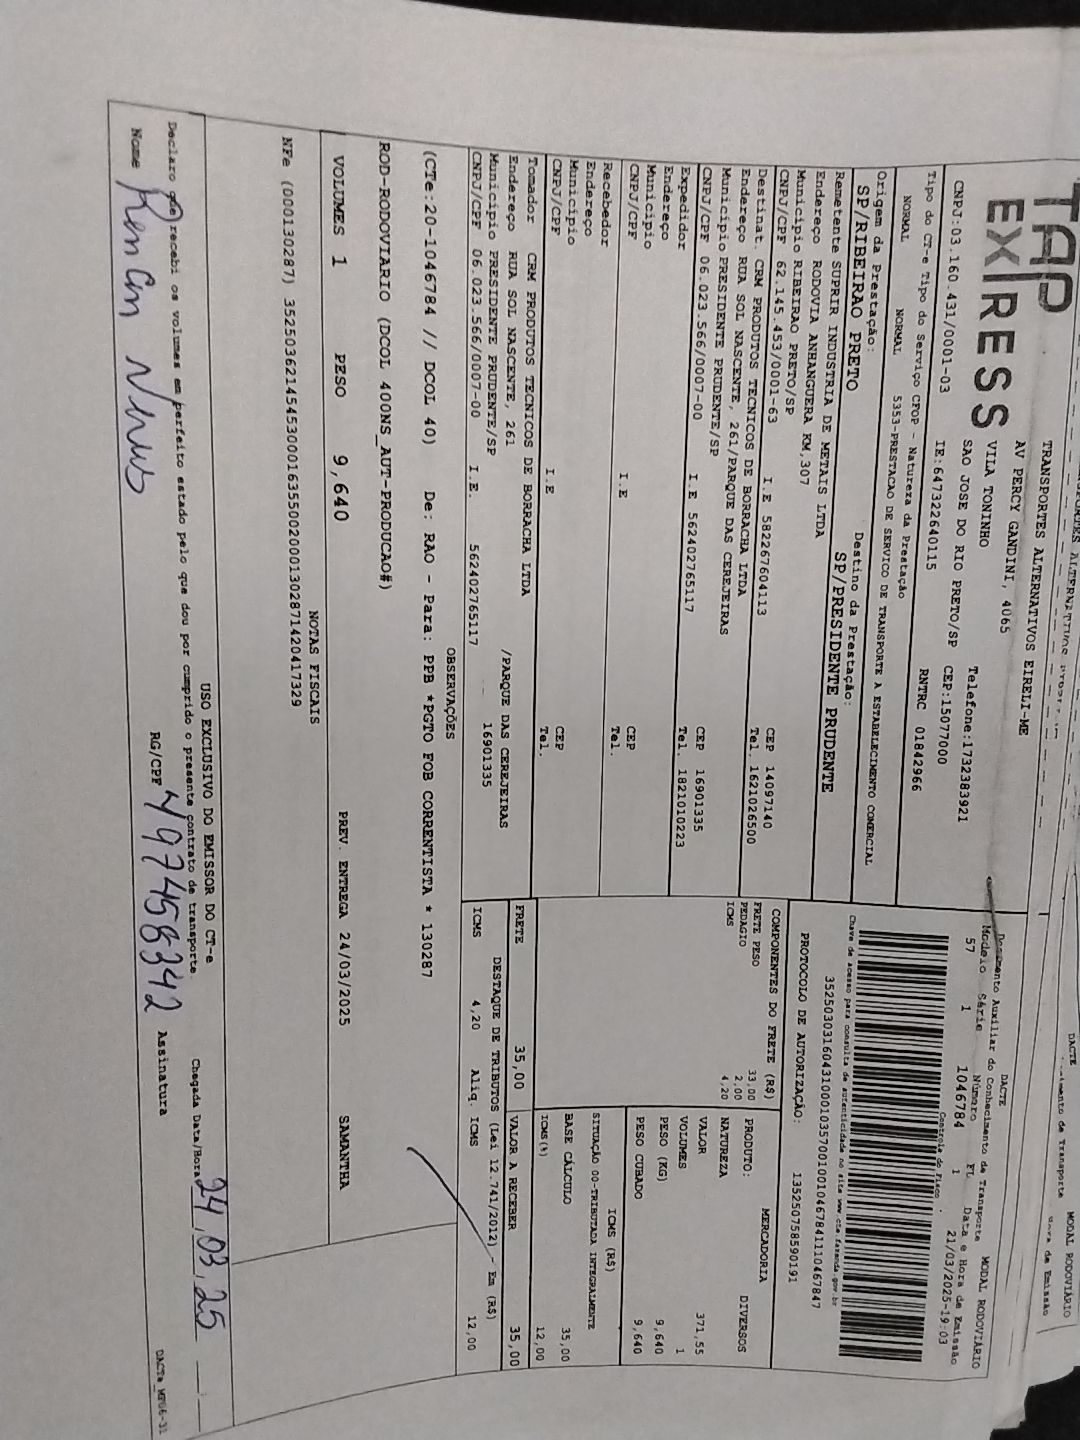 TAP
EXPRESS
TRANSPORTES ALTERNATIVOS EIRELI-ME
AV PERCY GANDINI, 4065
VILA TONINHO
SAO JOSE DO RIO PRETO/SP
Telefone:1732383921
CEP:15077000
CNPJ:03.160.431/0001-03 IE:647322640115 RNTRC 01842966
Tipo do CT-e Tipo do Serviço CFOP - Natureza da Prestação
NORMAL NORMAL 5353-PRESTACAO DE SERVICO DE TRANSPORTE A ESTABELECIMENTO COMERCIAL
Origem da Prestação: Destino da Prestação:
SP/RIBEIRAO PRETO SP/PRESIDENTE PRUDENTE
Remetente SUPRIR INDUSTRIA DE METAIS LTDA
Endereço RODOVIA ANHANGUERA KM,307
Municipio RIBEIRAO PRETO/SP CEP 14097140
CNPJ/CPF 62.145.453/0001-63 I.E 582267604113 Tel. 1621026500
Destinat. CRM PRODUTOS TECNICOS DE BORRACHA LTDA
Endereço RUA SOL NASCENTE, 261/PARQUE DAS CEREJEIRAS
Municipio PRESIDENTE PRUDENTE/SP CEP 16901335
CNPJ/CPF 06.023.566/0007-00 I.E 562402765117 Tel. 1821010223
Expedidor
Endereço
Municipio CEP
CNPJ/CPF I.E Tel.
Recebedor
Endereço
Municipio CEP
CNPJ/CPF I.E Tel.
Tomador CRM PRODUTOS TECNICOS DE BORRACHA LTDA
Endereço RUA SOL NASCENTE, 261 /PARQUE DAS CEREJEIRAS
Municipio PRESIDENTE PRUDENTE/SP 16901335
CNPJ/CPF 06.023.566/0007-00 I.E. 562402765117
DACTE
Documento Auxiliar do Conhecimento de Transporte MODAL RODOVIÁRIO
Modelo Série Número FL Data e Hora de Emissão
57 1 1046784 1 21/03/2025-19:03
Controle do Fisco
Chave de acesso para consulta de autenticidade no site www.cte.fazenda.gov.br
35250303160431000103570010010467841110467847
PROTOCOLO DE AUTORIZAÇÃO: 135250758590191
COMPONENTES DO FRETE (R$)
FRETE PESO 33,00
PEDAGIO 2,00
ICMS 4,20
MERCADORIA
PRODUTO: DIVERSOS
NATUREZA
VALOR 371,55
VOLUMES 1
PESO (KG) 9,640
PESO CUBADO 9,640
ICMS (R$)
SITUAÇÃO 00-TRIBUTADA INTEGRALMENTE
BASE CÁLCULO 35,00
ICMS(%) 12,00
FRETE 35,00 VALOR A RECEBER 35,00
DESTAQUE DE TRIBUTOS (Lei 12.741/2012) - Em (R$)
ICMS 4,20 Aliq. ICMS 12,00
OBSERVAÇÕES
(CTe:20-1046784 // DCOL 40) De: RAO - Para: PPB *PGTO FOB CORRENTISTA * 130287
ROD-RODOVIARIO (DCOL 400NS_AUT-PRODUCAO#)
VOLUMES 1 PESO 9,640 PREV. ENTREGA 24/03/2025 SAMANTHA
NOTAS FISCAIS
NFe (000130287) 35250362145453000163550020001302871420417329
USO EXCLUSIVO DO EMISSOR DO CT-e
Declaro que recebi os volumes em perfeito estado pelo que dou por cumprido o presente contrato de transporte. Chegada Data/Hora 24,03,25
Nome RG/CPF 497458342 Assinatura
DACTe_MF06-31